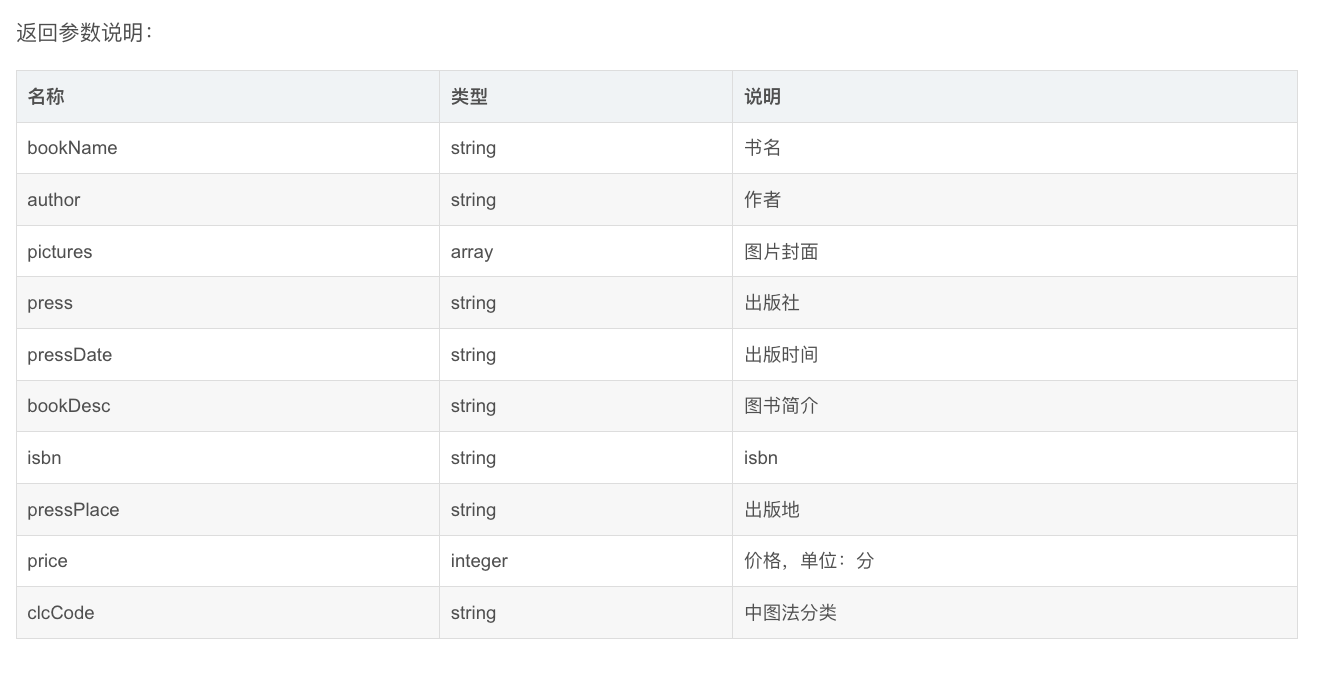 返回参数说明：
名称 类型 说明
bookName string 书名
author string 作者
pictures array 图片封面
press string 出版社
pressDate string 出版时间
bookDesc string 图书简介
isbn string isbn
pressPlace string 出版地
price integer 价格，单位：分
clcCode string 中图法分类